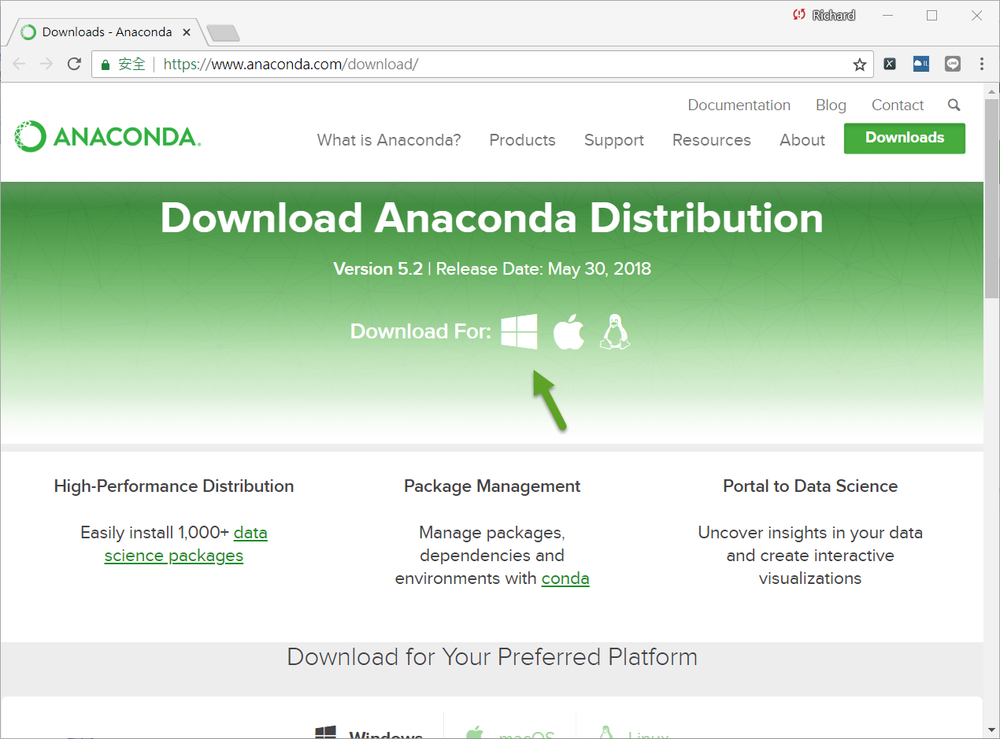 Richard
Downloads - Anaconda
安全 https://www.anaconda.com/download/
Documentation Blog Contact
ANACONDA.
What is Anaconda? Products Support Resources About Downloads
Download Anaconda Distribution
Version 5.2 | Release Date: May 30, 2018
Download For:
High-Performance Distribution
Easily install 1,000+ data
science packages
Package Management
Manage packages,
dependencies and
environments with conda
Portal to Data Science
Uncover insights in your data
and create interactive
visualizations
Download for Your Preferred Platform
Windows macOS Linux